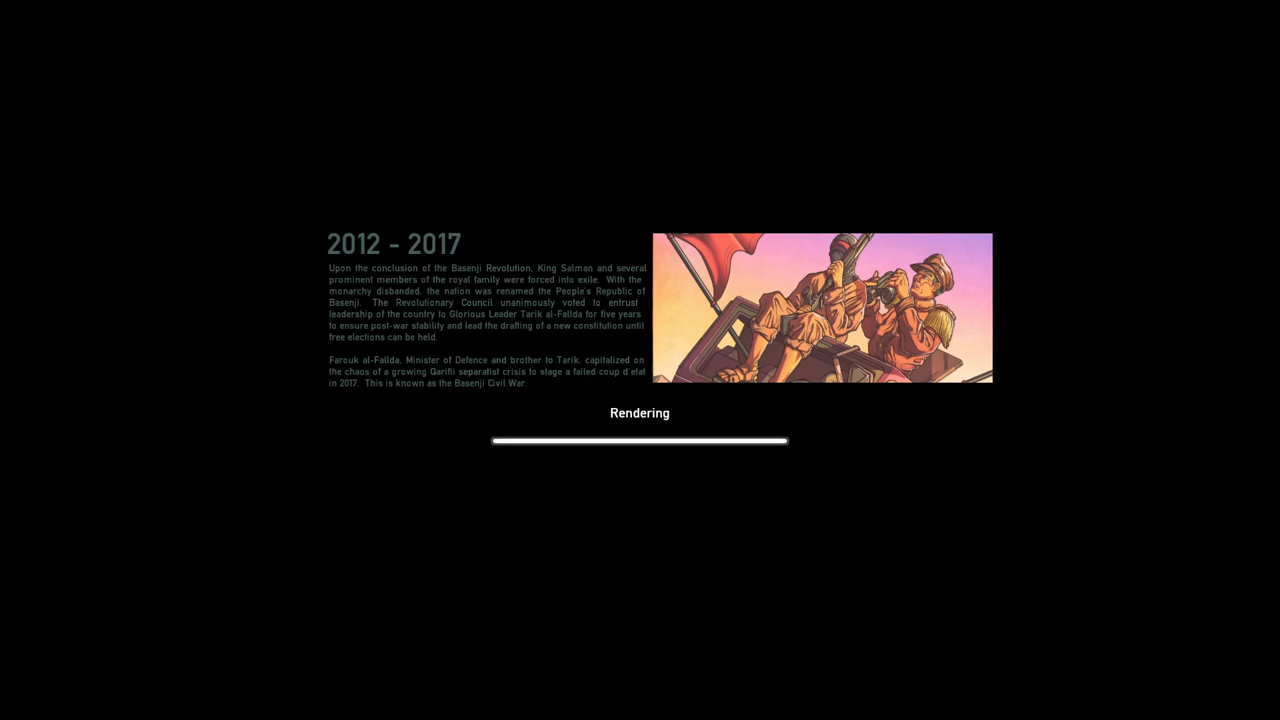 2012 - 2017
Upon the conclusion of the Basenji Revolution, King Salman and several
prominent members of the royal family were forced into exile. With the
monarchy disbanded, the nation was renamed the People's Republic of
Basenji. The Revolutionary Council unanimously voted to entrust
leadership of the country to Glorious Leader Tarik al-Fallda for five years
to ensure post-war stability and lead the drafting of a new constitution until
free elections can be held.
Farouk al-Fallda, Minister of Defence and brother to Tarik, capitalized on
the chaos of a growing Qarifii separatist crisis to stage a failed coup d'etat
in 2017. This is known as the Basenji Civil War.
Rendering